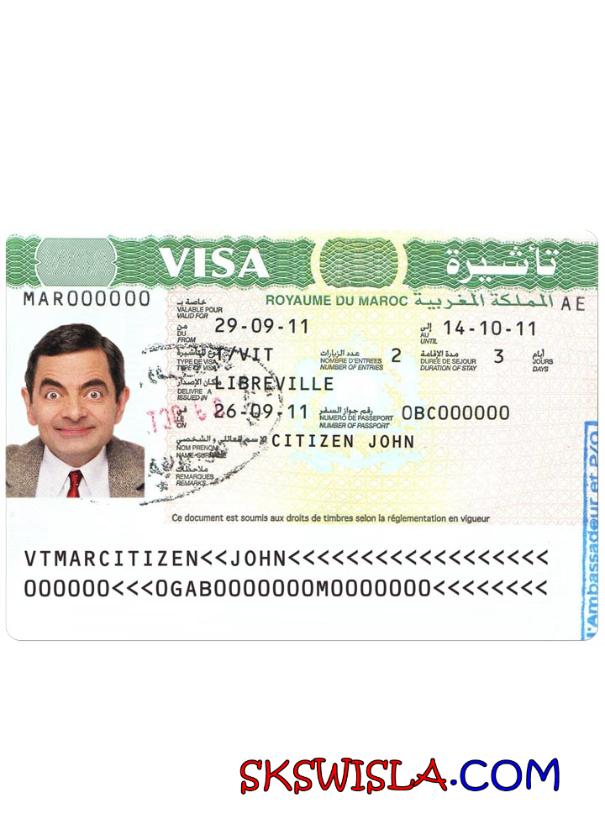 VISA تأشيرة
MAR000000
خاصة بـ
VALABLE POUR
VALID FOR
ROYAUME DU MAROC المملكة المغربية AE
من
DU
FROM
29-09-11
إلى
AU
UNTIL
14-10-11
T/VIT
TYPE DE VISA
TYPE OF VISA
عدد الزيارات
NOMBRE D'ENTREES
NUMBER OF ENTRIES
2
مدة الإقامة
DUREE DE SEJOUR
DURATION OF STAY
3
أيام
JOURS
DAYS
مكان الإصدار
DELIVRE A
ISSUED IN
LIBREVILLE
في
LE
ON
26-09-11
رقم جواز السفر
NUMERO DE PASSEPORT
NUMBER OF PASSPORT
OBC000000
الإسم العائلي و الشخصي
NOM PRENOM
NAME-SURNAME
CITIZEN JOHN
ملاحظات
REMARQUES
REMARKS
Ce document est soumis aux droits de timbres selon la réglementation en vigueur
VTMARCITIZEN<<JOHN<<<<<<<<<<<<<<<<<<
000000<<<0GAB0000000M0000000<<<<<<<<
l'Ambassadeur et P/O
SKSWISLA.COM